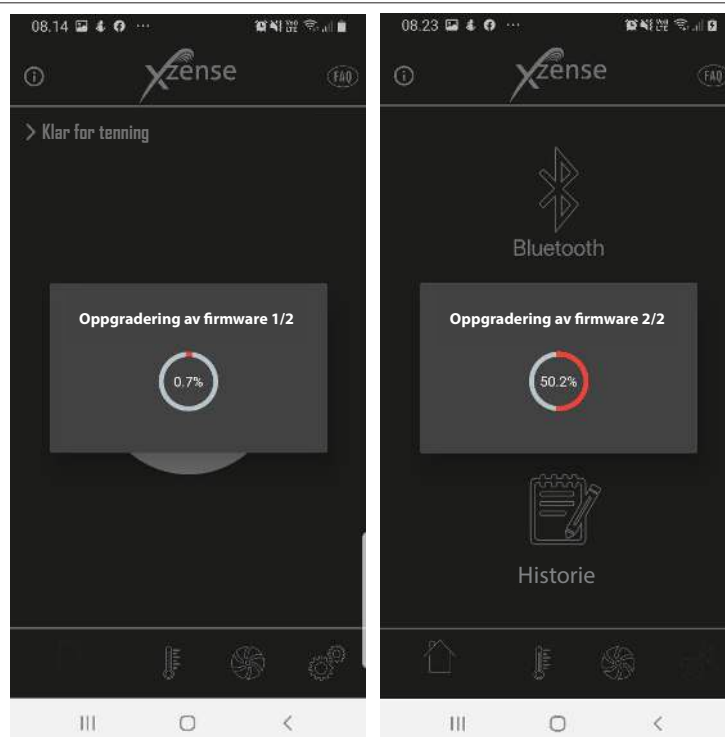 08.14
xzense
FAQ
> Klar for tenning
Oppgradering av firmware 1/2
0.7%
08.23
xzense
FAQ
Bluetooth
Oppgradering av firmware 2/2
50.2%
Historie